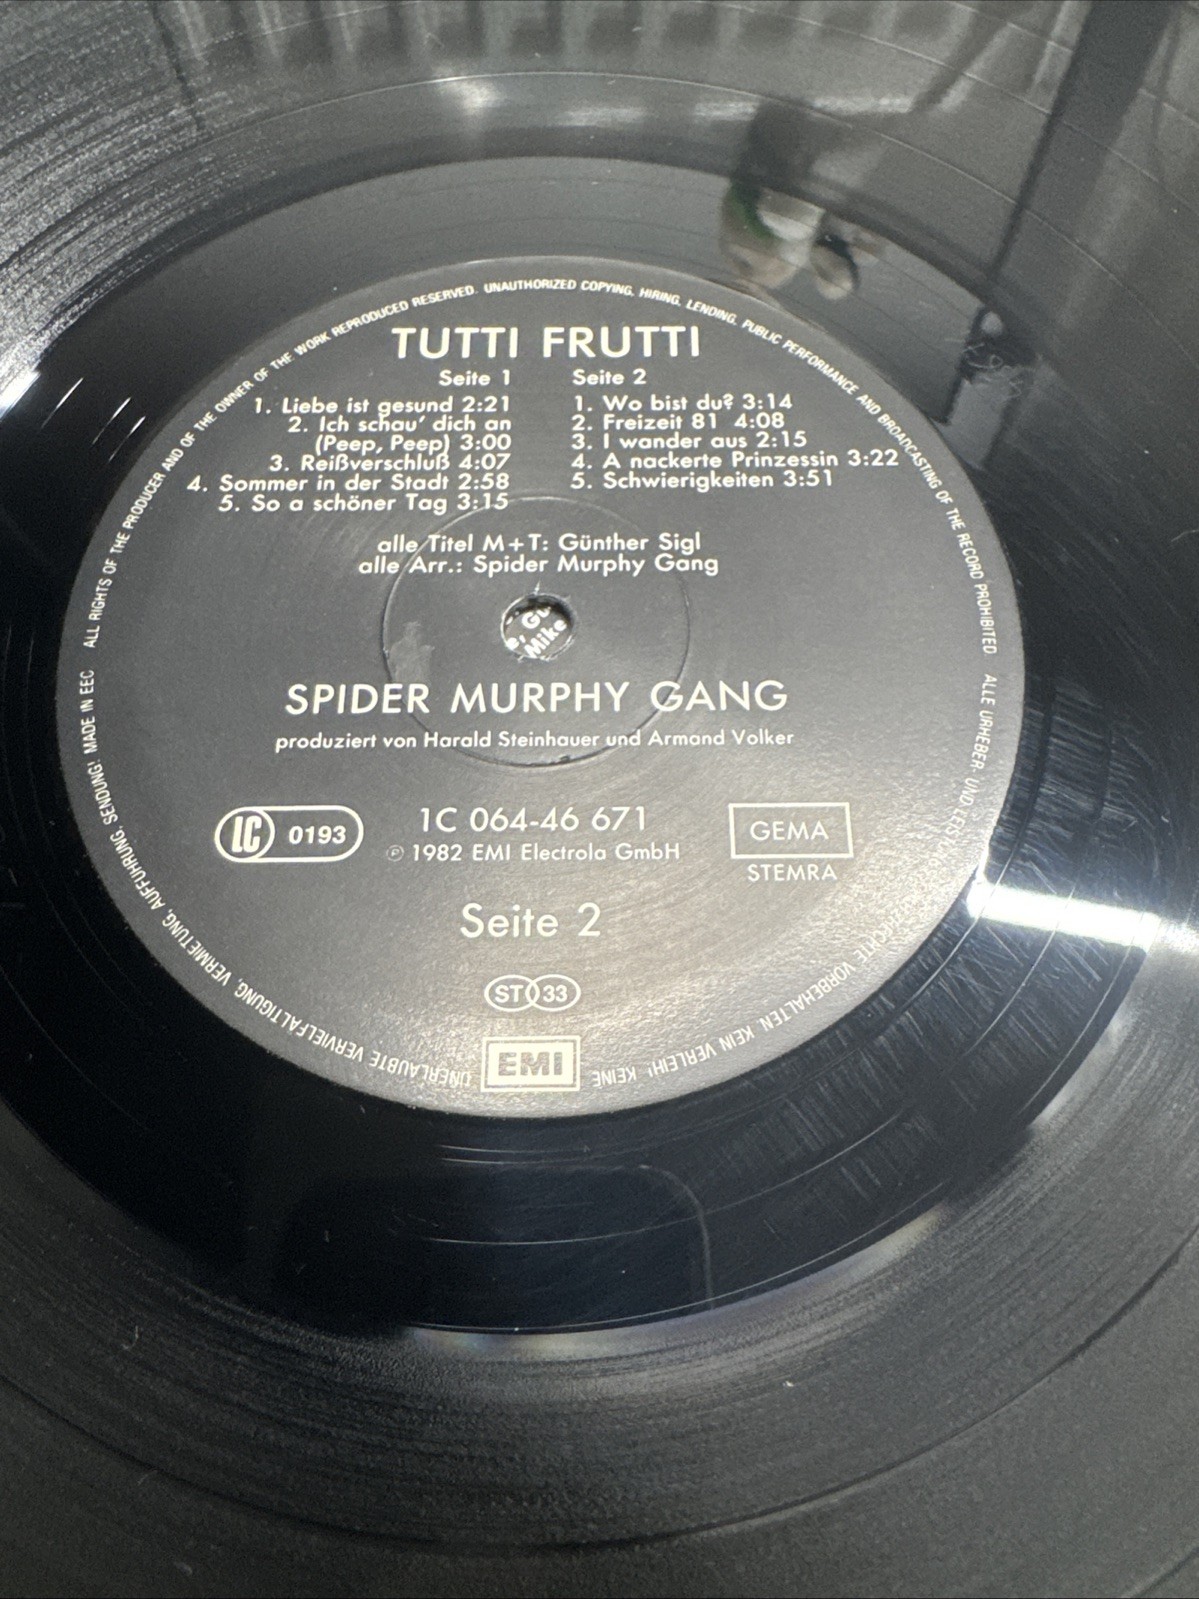 ALL RIGHTS OF THE PRODUCER AND OF THE OWNER OF THE WORK REPRODUCED RESERVED. UNAUTHORIZED COPYING, HIRING, LENDING, PUBLIC PERFORMANCE AND BROADCASTING OF THE RECORD PROHIBITED.
TUTTI FRUTTI
Seite 1
1. Liebe ist gesund 2:21
2. Ich schau' dich an
(Peep, Peep) 3:00
3. Reißverschluß 4:07
4. Sommer in der Stadt 2:58
5. So a schöner Tag 3:15
Seite 2
1. Wo bist du? 3:14
2. Freizeit 81 4:08
3. I wander aus 2:15
4. A nackerte Prinzessin 3:22
5. Schwierigkeiten 3:51
alle Titel M+T: Günther Sigl
alle Arr.: Spider Murphy Gang
Mike
SPIDER MURPHY GANG
produziert von Harald Steinhauer und Armand Volker
LC 0193
1C 064-46 671
℗ 1982 EMI Electrola GmbH
GEMA
STEMRA
Seite 2
ST 33
EMI
ALLE URHEBER- UND VORBEHALTEN. KEIN VERLEIH! KEINE
UNERLAUBTE VERVIELFÄLTIGUNG, VERMIETUNG, AUFFÜHRUNG, SENDUNG! MADE IN EEC